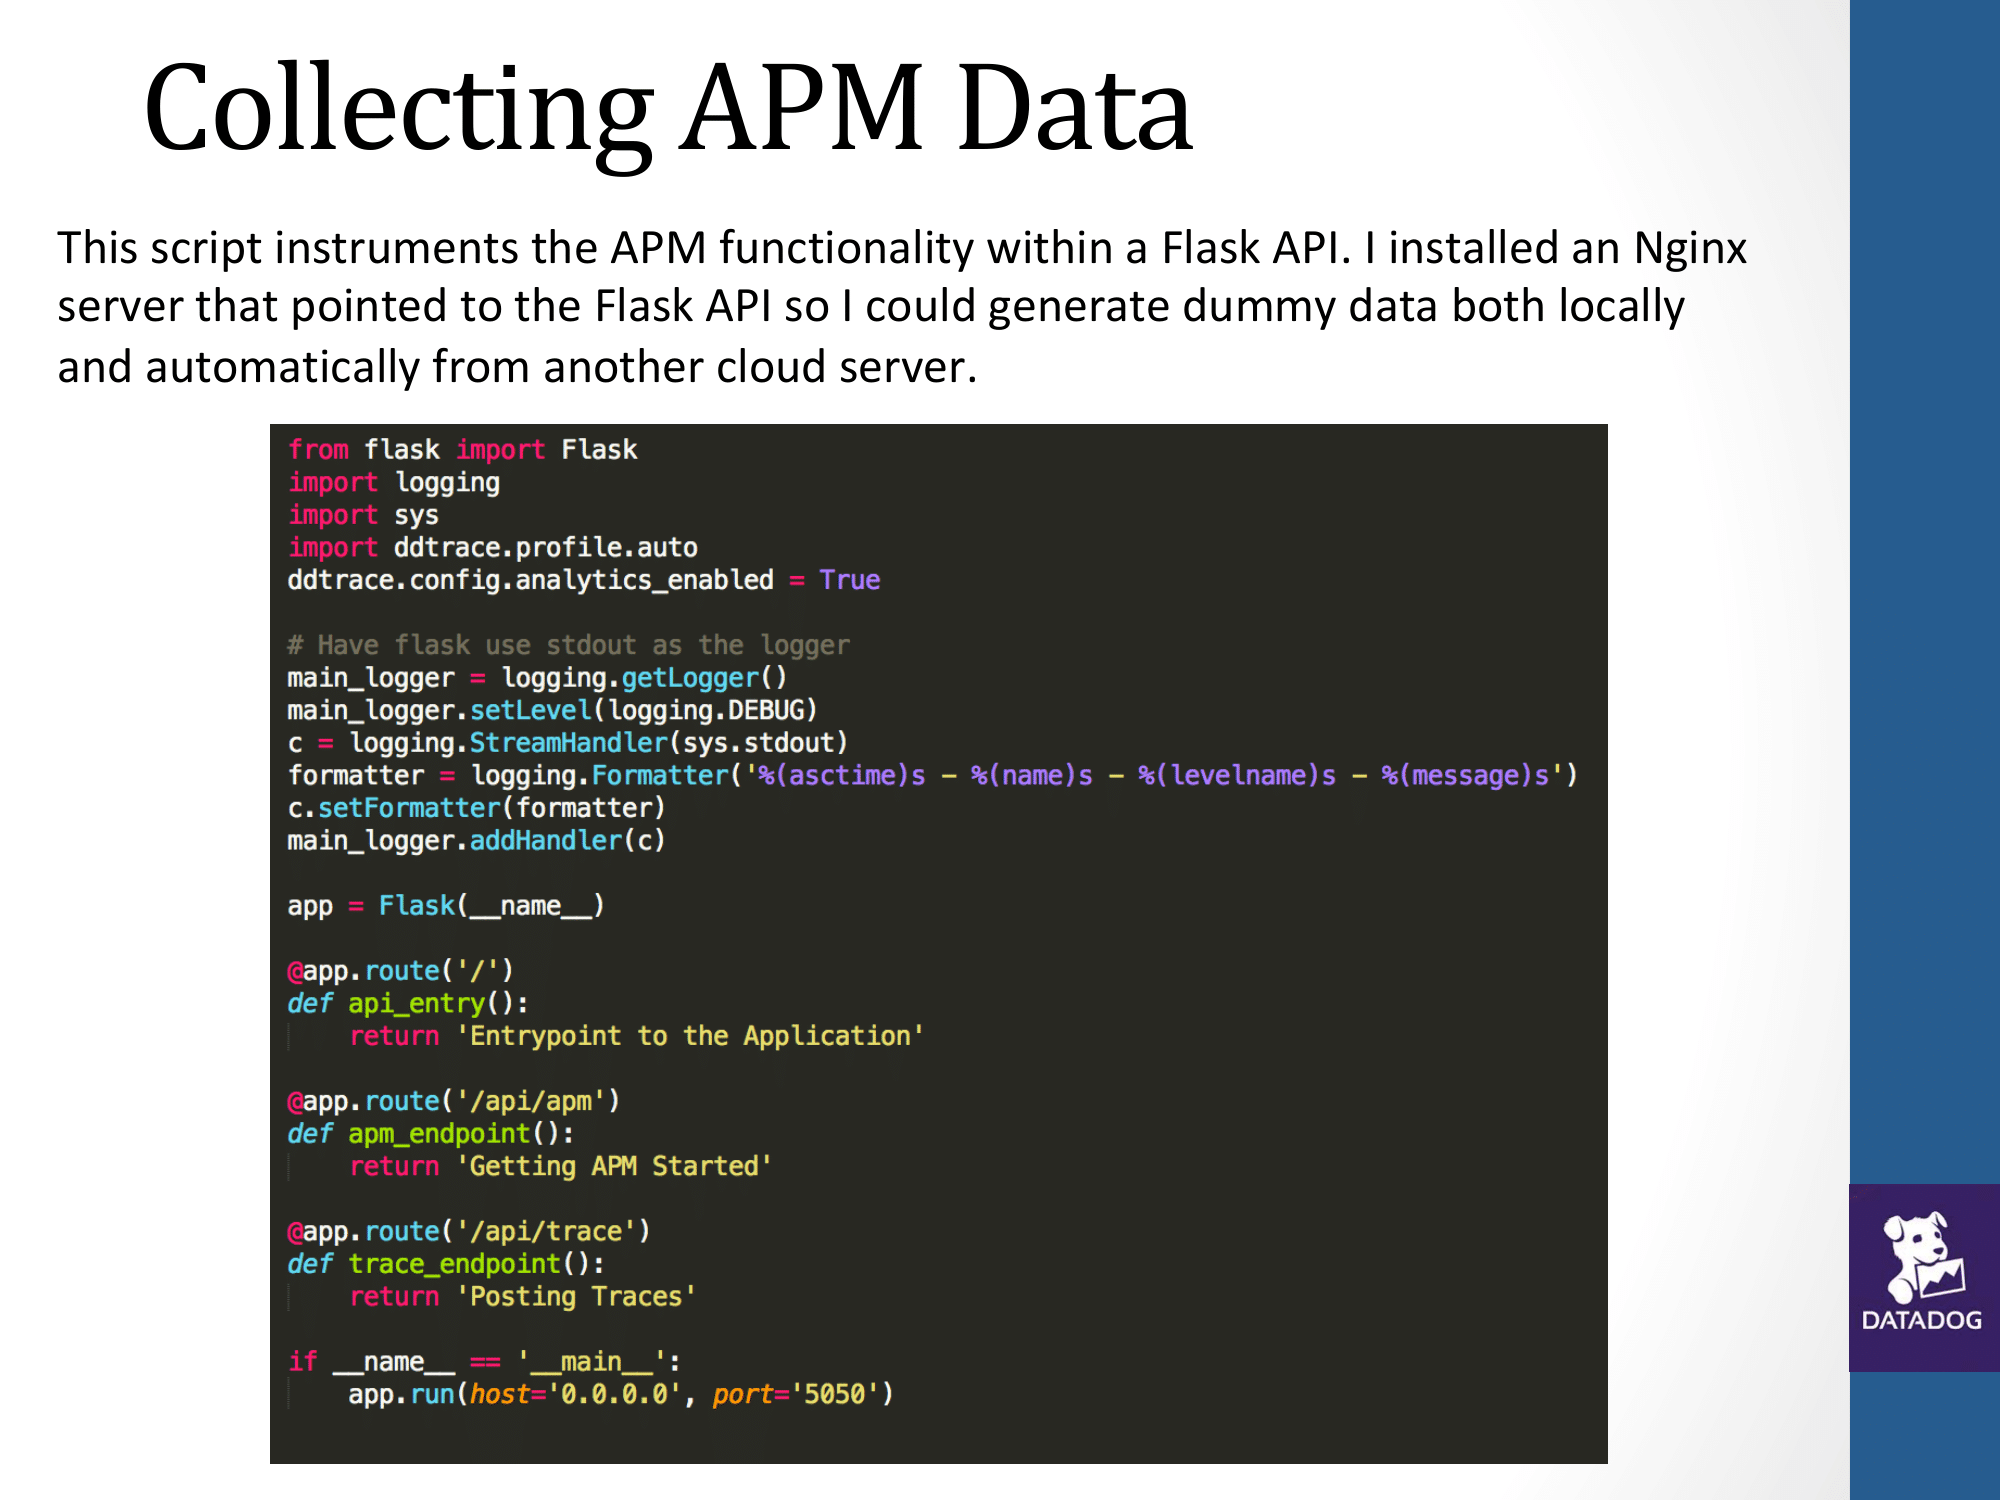 Collecting APM Data
This script instruments the APM functionality within a Flask API. I installed an Nginx
server that pointed to the Flask API so I could generate dummy data both locally
and automatically from another cloud server.
from flask import Flask
import logging
import sys
import ddtrace.profile.auto
ddtrace.config.analytics_enabled = True
# Have flask use stdout as the logger
main_logger = logging.getLogger()
main_logger.setLevel(logging.DEBUG)
c = logging.StreamHandler(sys.stdout)
formatter = logging.Formatter('%(asctime)s - %(name)s - %(levelname)s - %(message)s')
c.setFormatter(formatter)
main_logger.addHandler(c)
app = Flask(__name__)
@app.route('/')
def api_entry():
    return 'Entrypoint to the Application'
@app.route('/api/apm')
def apm_endpoint():
    return 'Getting APM Started'
@app.route('/api/trace')
def trace_endpoint():
    return 'Posting Traces'
if __name__ == '__main__':
    app.run(host='0.0.0.0', port='5050')
DATADOG